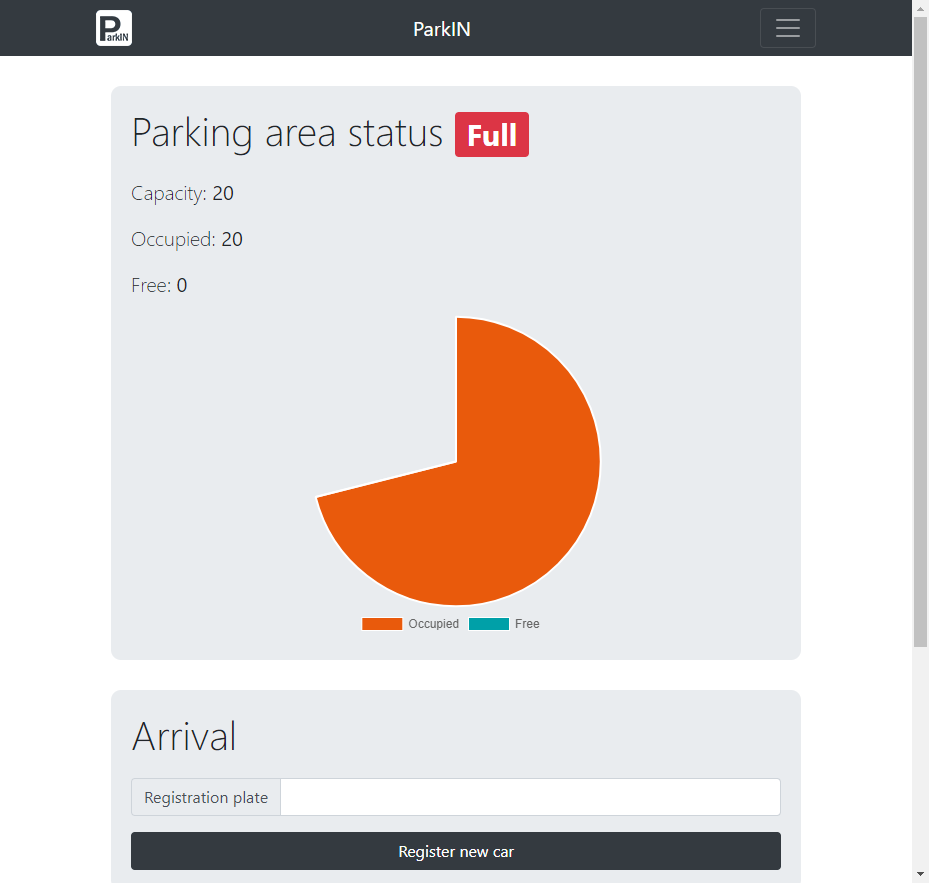 ParkIN
ParkIN
Parking area status Full
Capacity: 20
Occupied: 20
Free: 0
Occupied Free
Arrival
Registration plate
Register new car